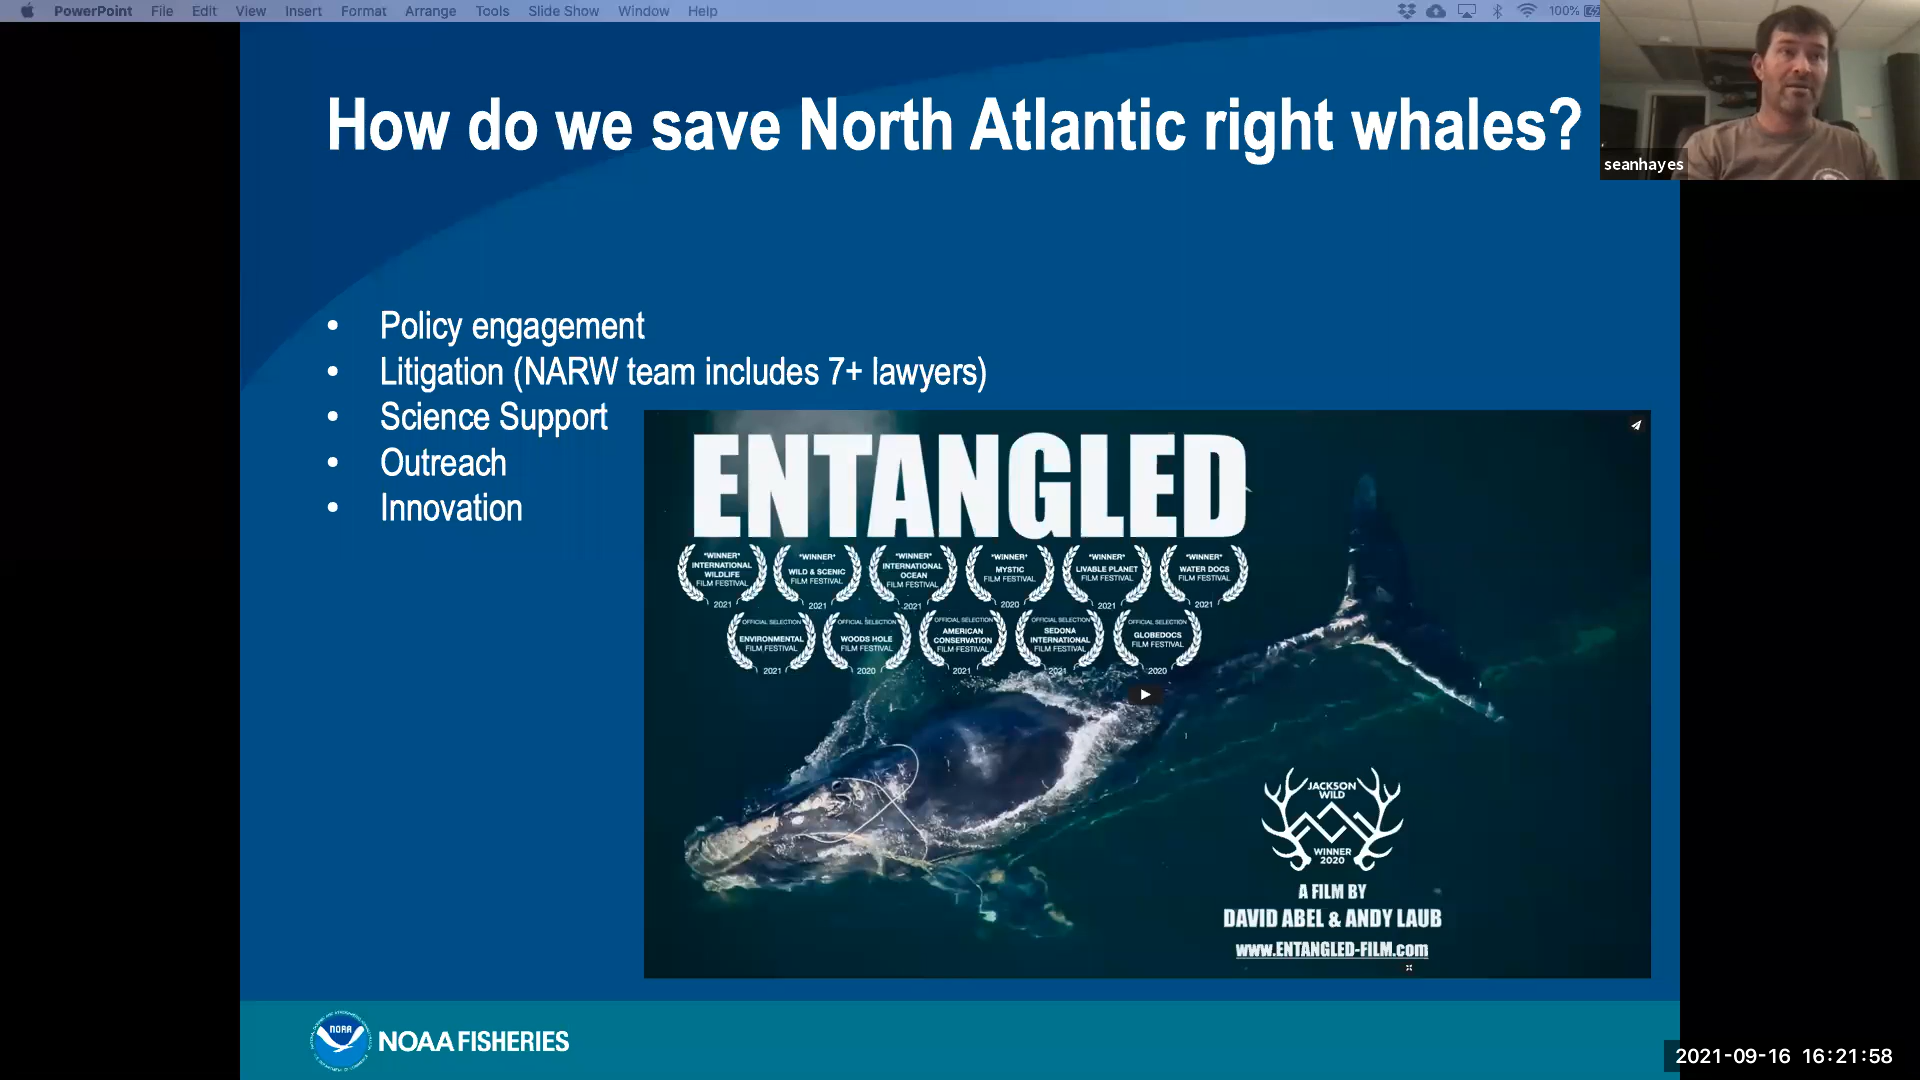 PowerPoint File Edit View Insert Format Arrange Tools Slide Show Window Help
100%
How do we save North Atlantic right whales?
seanhayes
• Policy engagement
• Litigation (NARW team includes 7+ lawyers)
• Science Support
• Outreach
• Innovation
ENTANGLED
"WINNER"
INTERNATIONAL
WILDLIFE
FILM FESTIVAL
2021
"WINNER"
WILD & SCENIC
FILM FESTIVAL
2021
"WINNER"
INTERNATIONAL
OCEAN
FILM FESTIVAL
2021
"WINNER"
MYSTIC
FILM FESTIVAL
2020
"WINNER"
LIVABLE PLANET
FILM FESTIVAL
2021
"WINNER"
WATER DOCS
FILM FESTIVAL
2021
OFFICIAL SELECTION
ENVIRONMENTAL
FILM FESTIVAL
2021
OFFICIAL SELECTION
WOODS HOLE
FILM FESTIVAL
2020
OFFICIAL SELECTION
AMERICAN
CONSERVATION
FILM FESTIVAL
2021
OFFICIAL SELECTION
SEDONA
INTERNATIONAL
FILM FESTIVAL
2021
OFFICIAL SELECTION
GLOBEDOCS
FILM FESTIVAL
2020
JACKSON
WILD
WINNER
2020
A FILM BY
DAVID ABEL & ANDY LAUB
www.ENTANGLED-FILM.com
NOAA
NOAA FISHERIES
2021-09-16 16:21:58